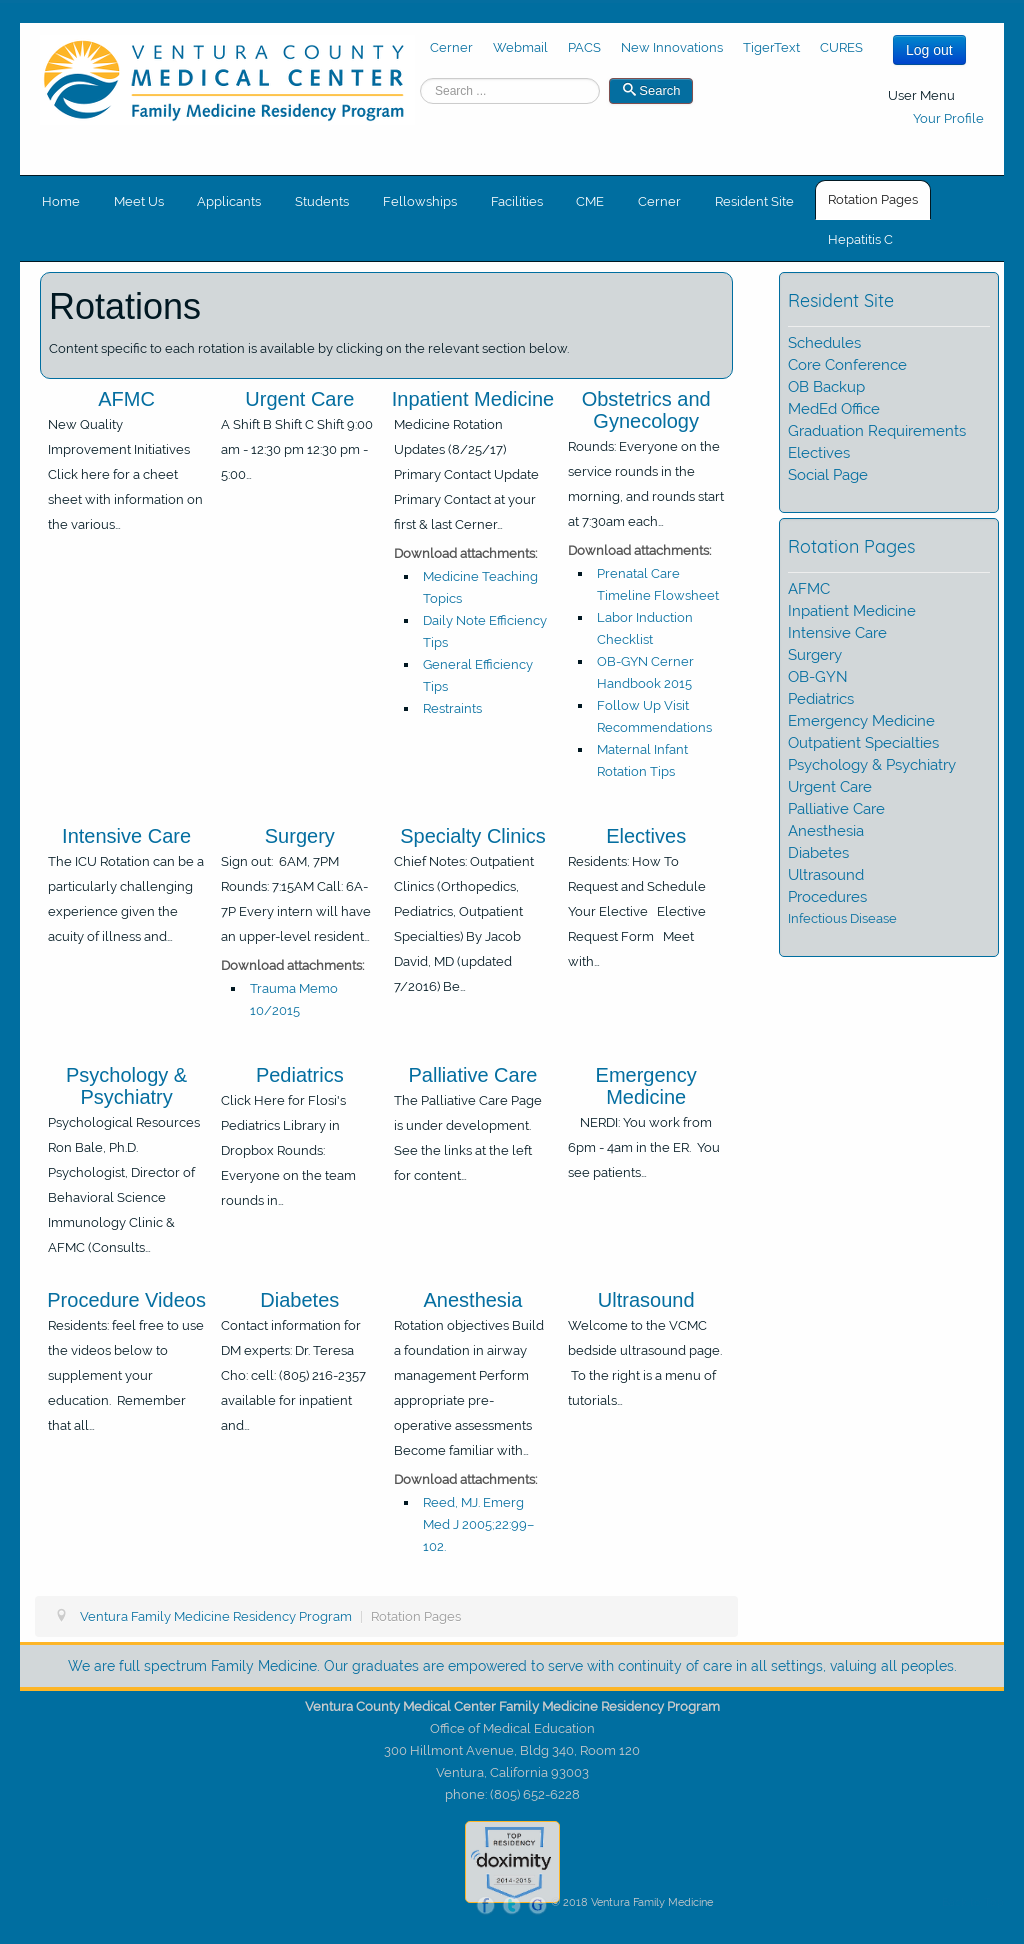 VENTURA COUNTY
MEDICAL CENTER
Family Medicine Residency Program
Cerner Webmail PACS New Innovations TigerText CURES
Log out
Search ...
Search
User Menu
Your Profile
Home Meet Us Applicants Students Fellowships Facilities CME Cerner Resident Site Rotation Pages
Hepatitis C
Rotations
Content specific to each rotation is available by clicking on the relevant section below.
AFMC
New Quality
Improvement Initiatives
Click here for a cheet
sheet with information on
the various...
Urgent Care
A Shift B Shift C Shift 9:00
am - 12:30 pm 12:30 pm -
5:00...
Inpatient Medicine
Medicine Rotation
Updates (8/25/17)
Primary Contact Update
Primary Contact at your
first & last Cerner...
Download attachments:
Medicine Teaching
Topics
Daily Note Efficiency
Tips
General Efficiency
Tips
Restraints
Obstetrics and
Gynecology
Rounds: Everyone on the
service rounds in the
morning, and rounds start
at 7:30am each...
Download attachments:
Prenatal Care
Timeline Flowsheet
Labor Induction
Checklist
OB-GYN Cerner
Handbook 2015
Follow Up Visit
Recommendations
Maternal Infant
Rotation Tips
Intensive Care
The ICU Rotation can be a
particularly challenging
experience given the
acuity of illness and...
Surgery
Sign out: 6AM, 7PM
Rounds: 7:15AM Call: 6A-
7P Every intern will have
an upper-level resident...
Download attachments:
Trauma Memo
10/2015
Specialty Clinics
Chief Notes: Outpatient
Clinics (Orthopedics,
Pediatrics, Outpatient
Specialties) By Jacob
David, MD (updated
7/2016) Be...
Electives
Residents: How To
Request and Schedule
Your Elective Elective
Request Form Meet
with...
Psychology &
Psychiatry
Psychological Resources
Ron Bale, Ph.D.
Psychologist, Director of
Behavioral Science
Immunology Clinic &
AFMC (Consults...
Pediatrics
Click Here for Flosi's
Pediatrics Library in
Dropbox Rounds:
Everyone on the team
rounds in...
Palliative Care
The Palliative Care Page
is under development.
See the links at the left
for content...
Emergency
Medicine
NERDI: You work from
6pm - 4am in the ER. You
see patients...
Procedure Videos
Residents: feel free to use
the videos below to
supplement your
education. Remember
that all...
Diabetes
Contact information for
DM experts: Dr. Teresa
Cho: cell: (805) 216-2357
available for inpatient
and...
Anesthesia
Rotation objectives Build
a foundation in airway
management Perform
appropriate pre-
operative assessments
Become familiar with...
Download attachments:
Reed, MJ. Emerg
Med J 2005;22:99–
102.
Ultrasound
Welcome to the VCMC
bedside ultrasound page.
To the right is a menu of
tutorials...
Resident Site
Schedules
Core Conference
OB Backup
MedEd Office
Graduation Requirements
Electives
Social Page
Rotation Pages
AFMC
Inpatient Medicine
Intensive Care
Surgery
OB-GYN
Pediatrics
Emergency Medicine
Outpatient Specialties
Psychology & Psychiatry
Urgent Care
Palliative Care
Anesthesia
Diabetes
Ultrasound
Procedures
Infectious Disease
Ventura Family Medicine Residency Program | Rotation Pages
We are full spectrum Family Medicine. Our graduates are empowered to serve with continuity of care in all settings, valuing all peoples.
Ventura County Medical Center Family Medicine Residency Program
Office of Medical Education
300 Hillmont Avenue, Bldg 340, Room 120
Ventura, California 93003
phone: (805) 652-6228
TOP
RESIDENCY
doximity
2014-2015
f t G © 2018 Ventura Family Medicine